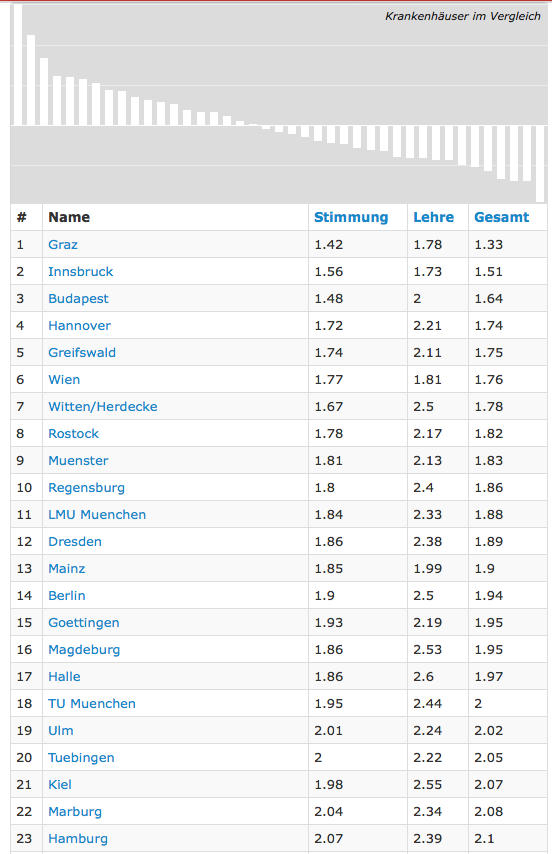 Krankenhäuser im Vergleich
# Name Stimmung Lehre Gesamt
1 Graz 1.42 1.78 1.33
2 Innsbruck 1.56 1.73 1.51
3 Budapest 1.48 2 1.64
4 Hannover 1.72 2.21 1.74
5 Greifswald 1.74 2.11 1.75
6 Wien 1.77 1.81 1.76
7 Witten/Herdecke 1.67 2.5 1.78
8 Rostock 1.78 2.17 1.82
9 Muenster 1.81 2.13 1.83
10 Regensburg 1.8 2.4 1.86
11 LMU Muenchen 1.84 2.33 1.88
12 Dresden 1.86 2.38 1.89
13 Mainz 1.85 1.99 1.9
14 Berlin 1.9 2.5 1.94
15 Goettingen 1.93 2.19 1.95
16 Magdeburg 1.86 2.53 1.95
17 Halle 1.86 2.6 1.97
18 TU Muenchen 1.95 2.44 2
19 Ulm 2.01 2.24 2.02
20 Tuebingen 2 2.22 2.05
21 Kiel 1.98 2.55 2.07
22 Marburg 2.04 2.34 2.08
23 Hamburg 2.07 2.39 2.1